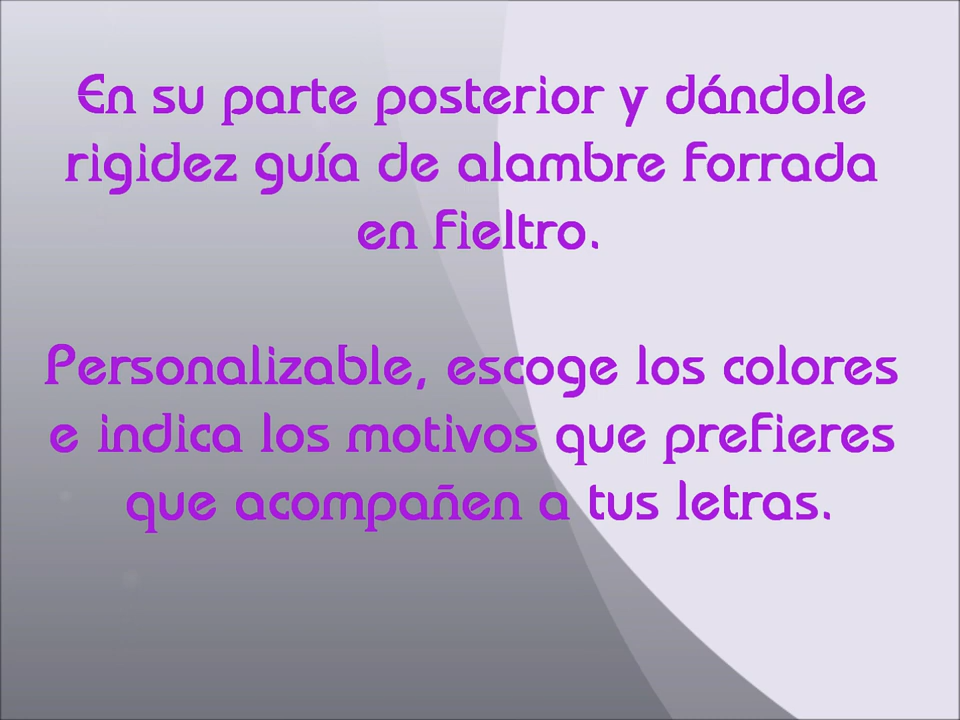 En su parte posterior y dándole
rigidez guía de alambre forrada
en fieltro.
Personalizable, escoge los colores
e indica los motivos que prefieres
que acompañen a tus letras.